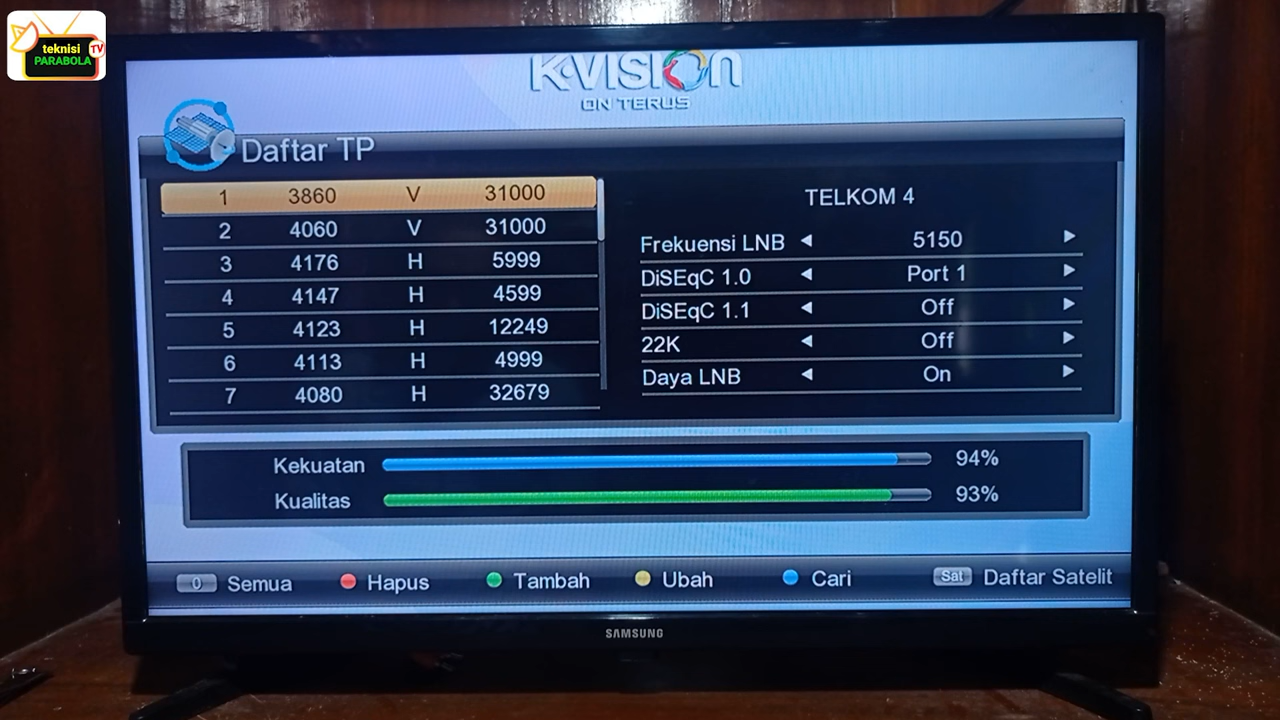 teknisi TV
PARABOLA
K-VISION
ON TERUS
Daftar TP
1 3860 V 31000
2 4060 V 31000
3 4176 H 5999
4 4147 H 4599
5 4123 H 12249
6 4113 H 4999
7 4080 H 32679
TELKOM 4
Frekuensi LNB 5150
DiSEqC 1.0 Port 1
DiSEqC 1.1 Off
22K Off
Daya LNB On
Kekuatan 94%
Kualitas 93%
0 Semua Hapus Tambah Ubah Cari Sat Daftar Satelit
SAMSUNG